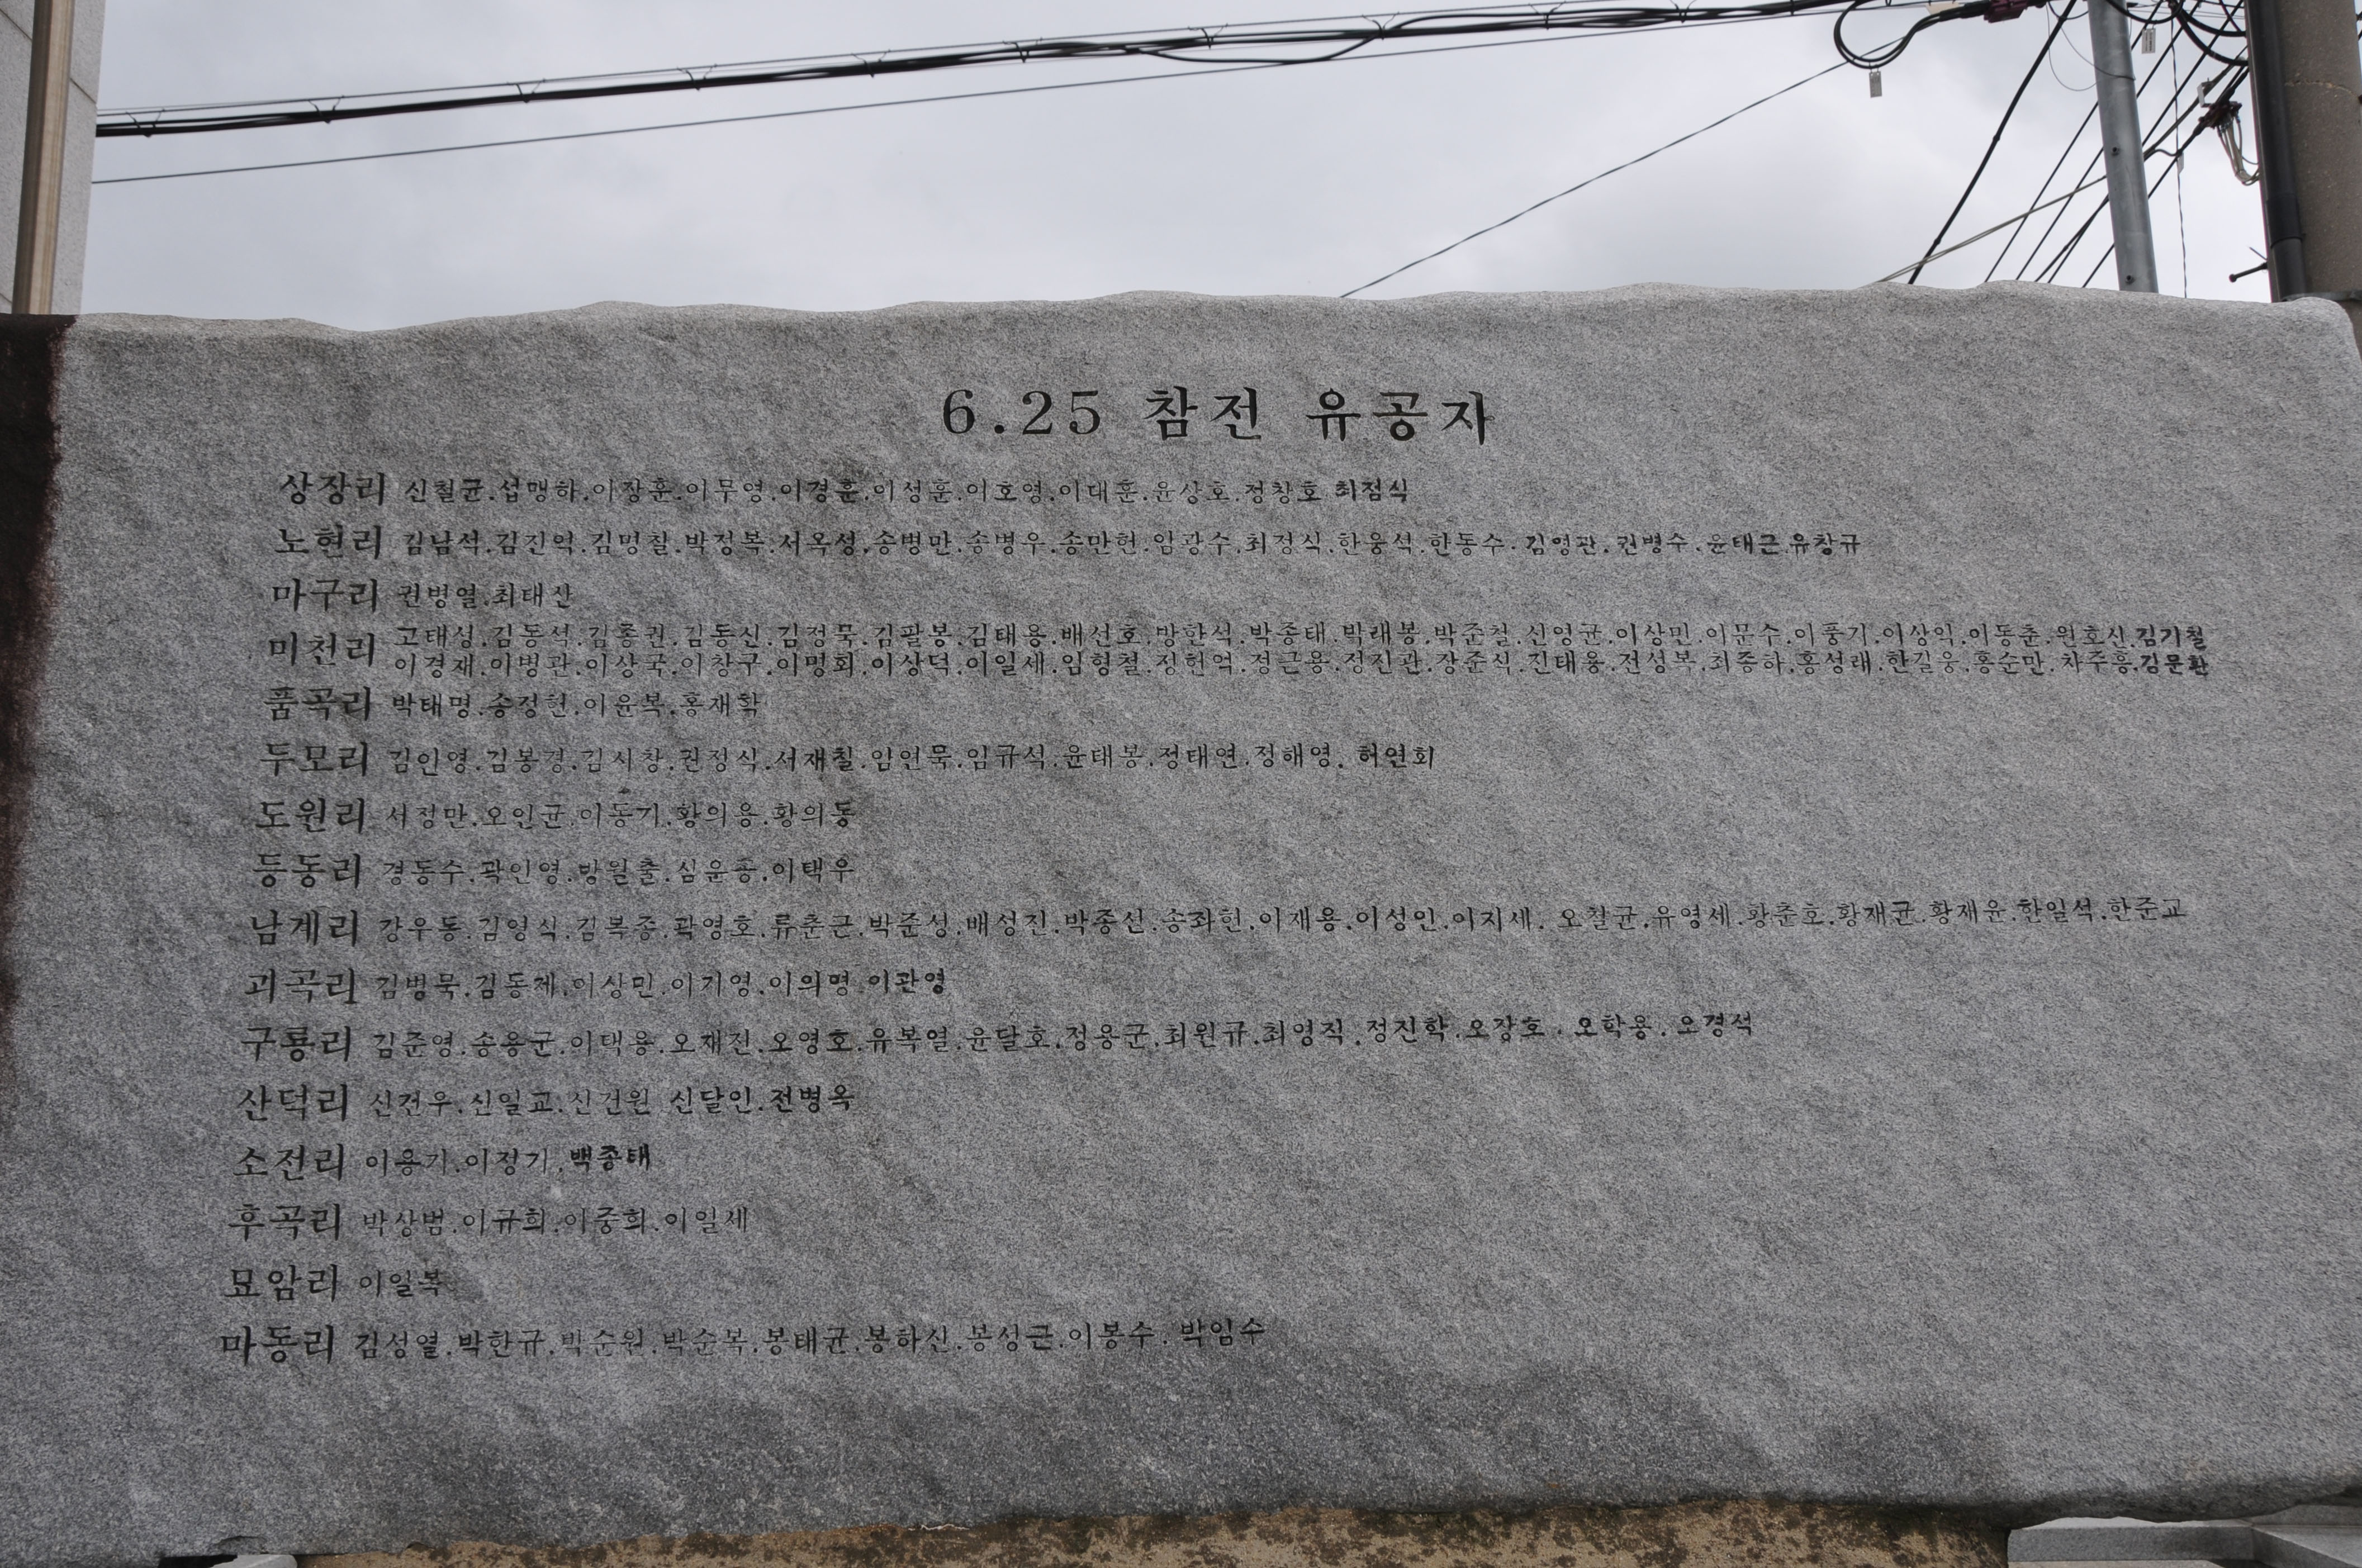 6.25 참전 유공자
상장리 신철균.섭맹하.이장훈.이무영.이경훈.이성훈.이호영.이대훈.윤상호.정창호 최점식
노현리 김남석.김진억.김명칠.박정복.서옥성.송병만.송병우.송만헌.임광수.최정식.한웅석.한동수.김영관.권병수.윤태근.유창규
마구리 권병열.최태산
미천리 고태성.김동석.김종권.김동신.김정묵.김팔봉.김태용.배선호.방한석.박종태.박래봉.박준철.신영균.이상민.이문수.이풍기.이상익.이동춘.원호신.김기철
이경재.이병관.이상국.이창구.이명희.이상덕.이일세.임형철.정헌억.정근용.정진관.장준식.진태용.전성복.최종하.홍성래.한길웅.홍순만.차주흥.김문환
품곡리 박태명.송정헌.이윤복.홍재학
두모리 김인영.김봉경.김시창.권정식.서재칠.임언묵.임규석.윤태봉.정태연.정해영.허연회
도원리 서정만.오인균.이동기.황의용.황의동
등동리 경동수.곽인영.방월출.심윤종.이택우
남계리 강우동.김영식.김복종.곽영호.류춘근.박준성.배성진.박종신.송좌헌.이재용.이성인.이지세.오철균.유영세.황춘호.황재균.황재윤.한일석.한준교
괴곡리 김병묵.김동제.이상민.이기영.이의명.이관영
구룡리 김준영.송용군.이택용.오재진.오영호.유복열.윤달호.정용군.최원규.최영직.정진학.오장호.오학용.오경석
산덕리 신건우.신일교.신건원 신달인.전병옥
소전리 이용기.이정기.백종태
후곡리 박상범.이규희.이중희.이일세
묘암리 이일복
마동리 김성열.박한규.박순원.박순복.봉태균.봉하신.봉성근.이봉수.박임수